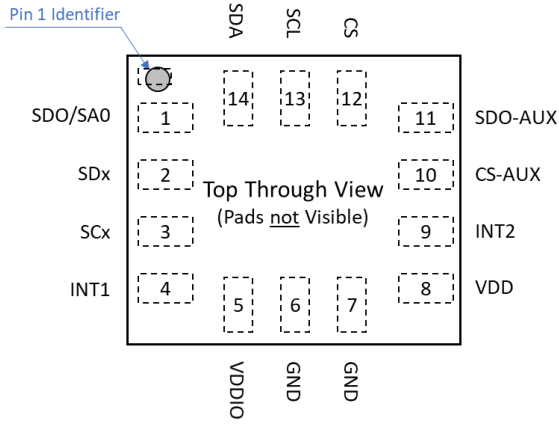 Pin 1 Identifier
SDA
SCL
CS
14
13
12
SDO/SA0
1
11
SDO-AUX
SDx
2
10
CS-AUX
Top Through View
(Pads not Visible)
SCx
3
9
INT2
INT1
4
8
VDD
5
6
7
VDDIO
GND
GND